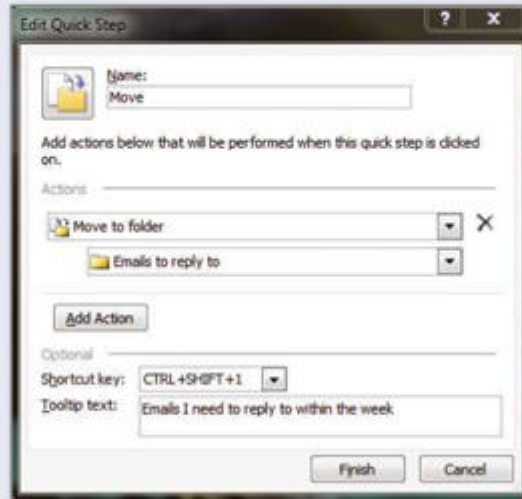 Edit Quick Step
?
X
Name:
Move
Add actions below that will be performed when this quick step is clicked
on.
Actions
Move to folder
Emails to reply to
Add Action
Optional
Shortcut key: CTRL+SHIFT+1
Tooltip text: Emails I need to reply to within the week
Finish Cancel